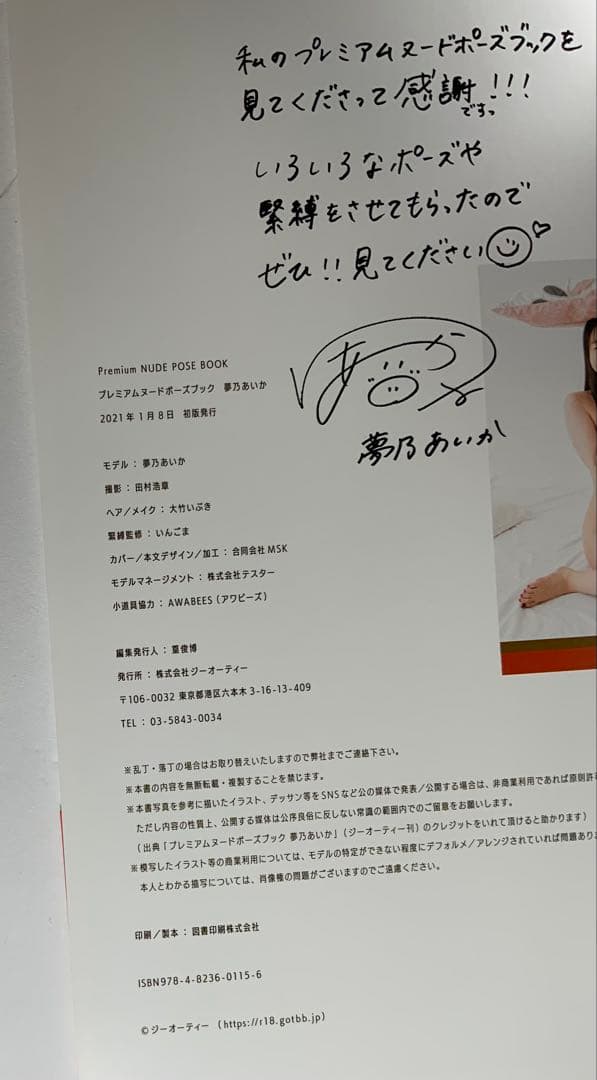 私のプレミアムヌードポーズブックを
見てくださって感謝ですっ!!!
いろいろなポーズや
緊縛をさせてもらったので
ぜひ!!見てください
あいか
夢乃あいか
Premium NUDE POSE BOOK
プレミアムヌードポーズブック 夢乃あいか
2021年1月8日 初版発行
モデル：夢乃あいか
撮影：田村浩章
ヘア／メイク：大竹いぶき
緊縛監修：いんごま
カバー／本文デザイン／加工：合同会社MSK
モデルマネージメント：株式会社テスター
小道具協力：AWABEES（アワビーズ）
編集発行人：葉俊博
発行所：株式会社ジーオーティー
〒106-0032 東京都港区六本木3-16-13-409
TEL：03-5843-0034
※乱丁・落丁の場合はお取り替えいたしますので弊社までご連絡下さい。
※本書の内容を無断転載・複製することを禁じます。
※本書写真を参考に描いたイラスト、デッサン等をSNSなど公の媒体で発表／公開する場合は、非商業利用であれば原則許可
ただし内容の性質上、公開する媒体は公序良俗に反しない常識の範囲内でのご留意をお願いします。
（出典「プレミアムヌードポーズブック 夢乃あいか」（ジーオーティー刊）のクレジットをいれて頂けると助かります）
※模写したイラスト等の商業利用については、モデルの特定ができない程度にデフォルメ／アレンジされていれば問題ありま
本人とわかる描写については、肖像権の問題がございますのでご遠慮ください。
印刷／製本：図書印刷株式会社
ISBN978-4-8236-0115-6
©ジーオーティー（https://r18.gotbb.jp）